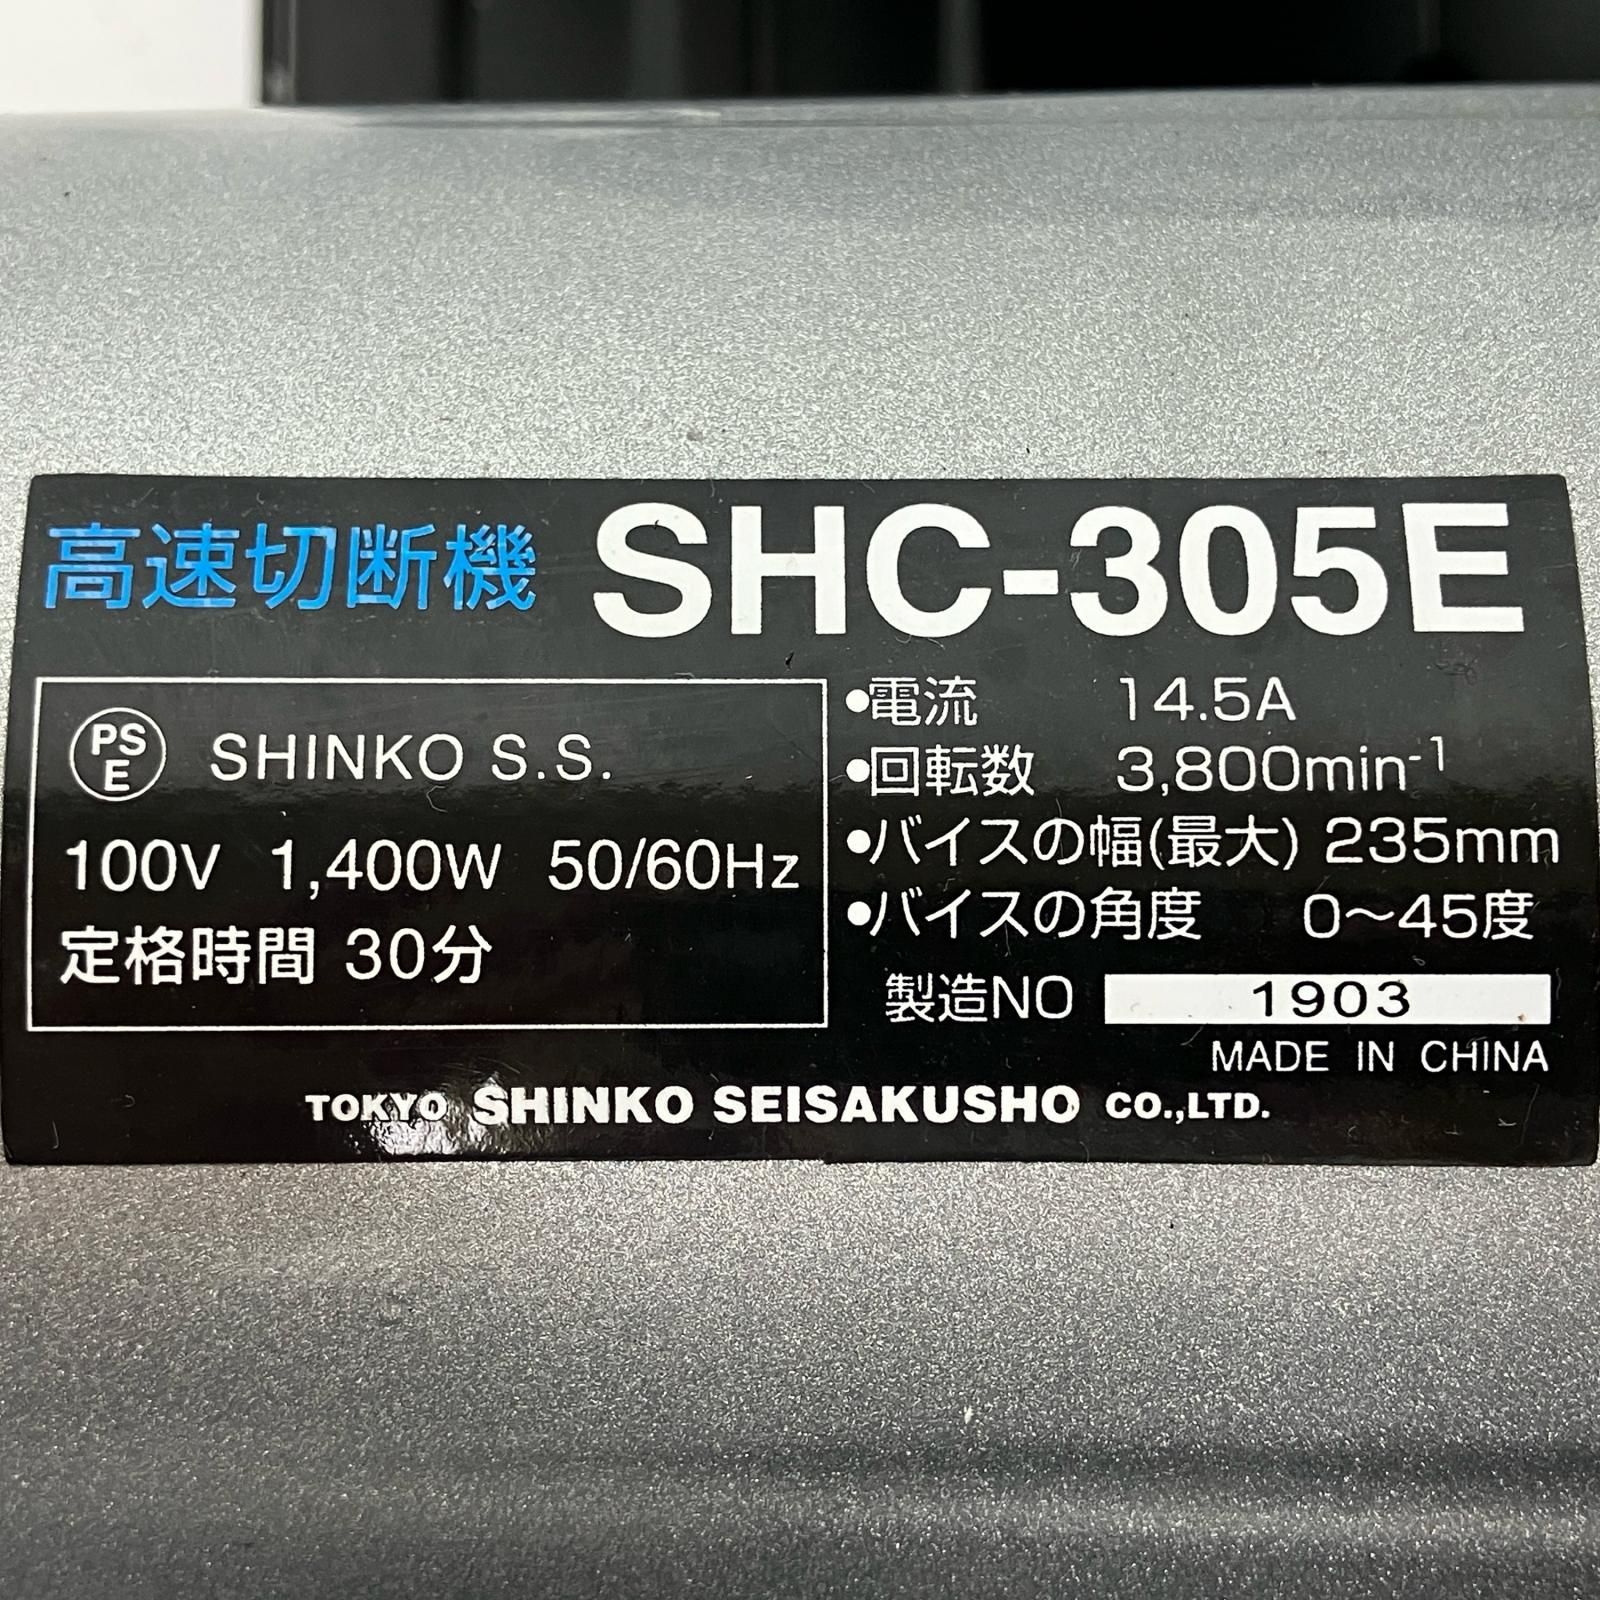 高速切断機 SHC-305E
PS
E
SHINKO S.S.
100V 1,400W 50/60Hz
定格時間 30分
•電流 14.5A
•回転数 3,800min-1
•バイスの幅(最大) 235mm
•バイスの角度 0〜45度
製造NO 1903
MADE IN CHINA
TOKYO SHINKO SEISAKUSHO CO.,LTD.